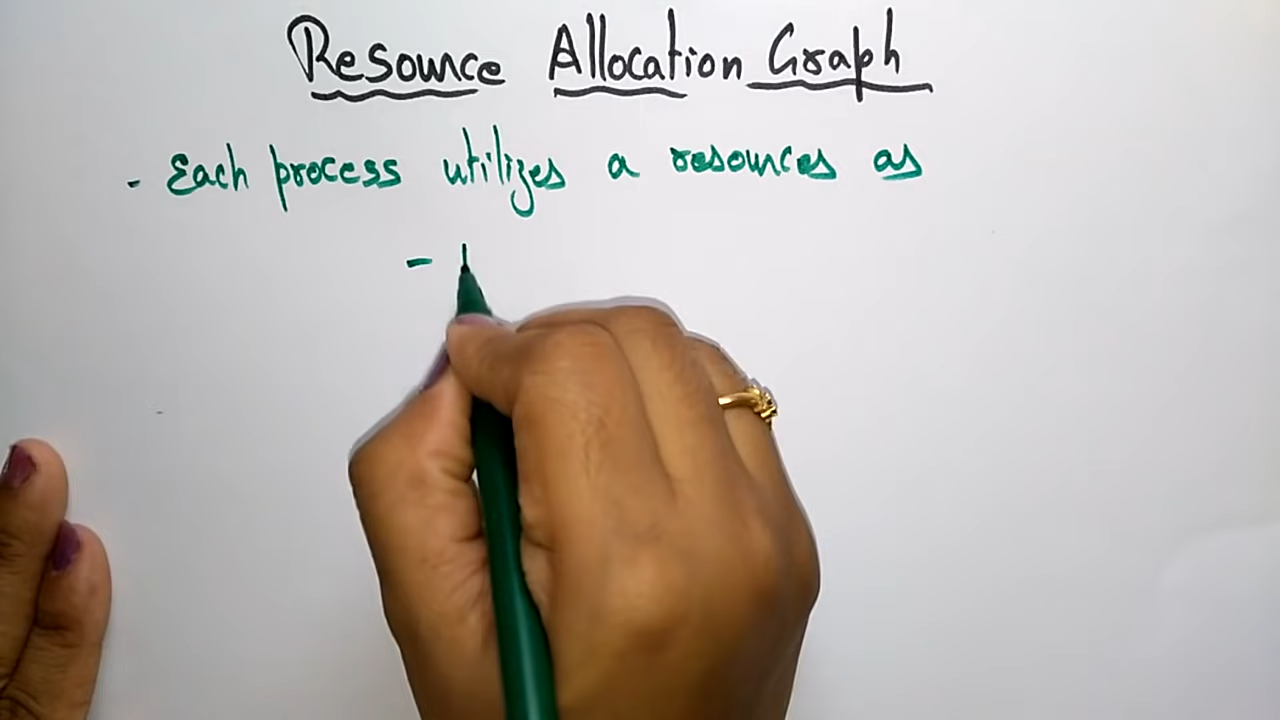 Resource Allocation Graph
- Each process utilizes a resources as
-